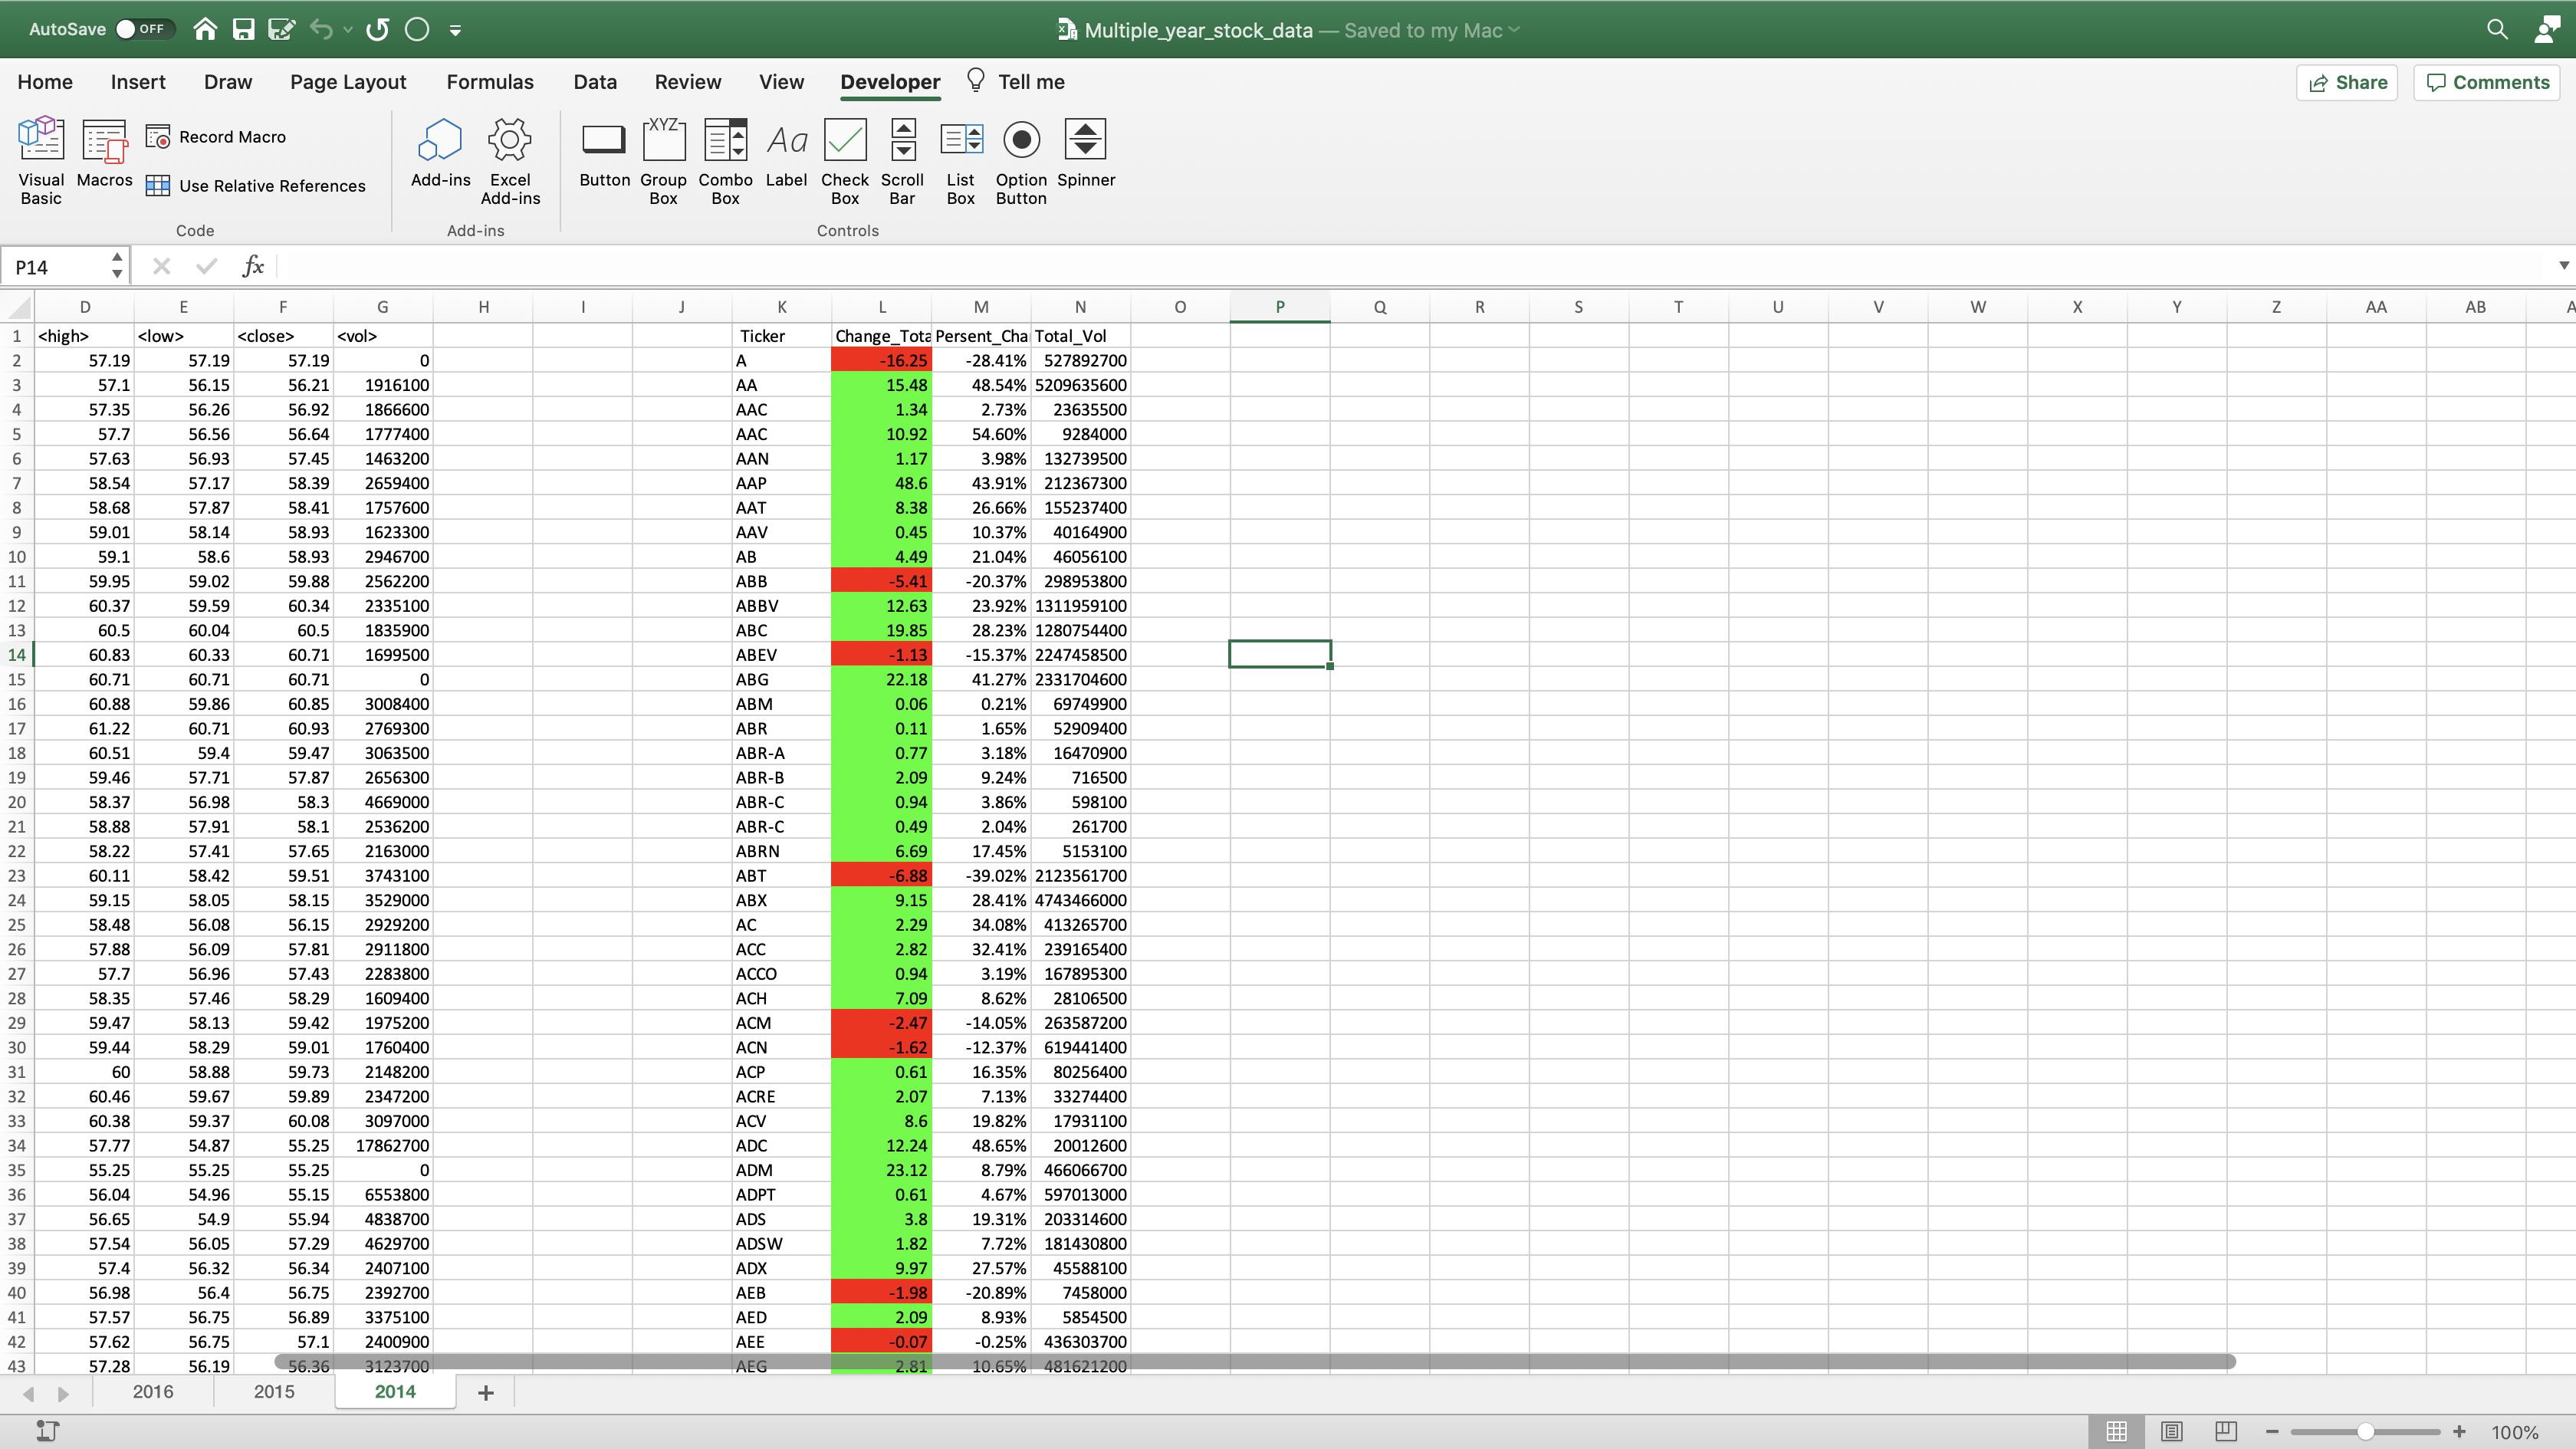 AutoSave OFF Multiple_year_stock_data — Saved to my Mac
Home Insert Draw Page Layout Formulas Data Review View Developer Tell me Share Comments
Visual Basic Macros Record Macro Use Relative References Add-ins Excel Add-ins Button XYZ Group Box Combo Box Aa Label Check Box Scroll Bar List Box Option Button Spinner
Code Add-ins Controls
P14 fx
D E F G H I J K L M N O P Q R S T U V W X Y Z AA AB
1 <high> <low> <close> <vol> Ticker Change_Tota Persent_Cha Total_Vol
2 57.19 57.19 57.19 0 A -16.25 -28.41% 527892700
3 57.1 56.15 56.21 1916100 AA 15.48 48.54% 5209635600
4 57.35 56.26 56.92 1866600 AAC 1.34 2.73% 23635500
5 57.7 56.56 56.64 1777400 AAC 10.92 54.60% 9284000
6 57.63 56.93 57.45 1463200 AAN 1.17 3.98% 132739500
7 58.54 57.17 58.39 2659400 AAP 48.6 43.91% 212367300
8 58.68 57.87 58.41 1757600 AAT 8.38 26.66% 155237400
9 59.01 58.14 58.93 1623300 AAV 0.45 10.37% 40164900
10 59.1 58.6 58.93 2946700 AB 4.49 21.04% 46056100
11 59.95 59.02 59.88 2562200 ABB -5.41 -20.37% 298953800
12 60.37 59.59 60.34 2335100 ABBV 12.63 23.92% 1311959100
13 60.5 60.04 60.5 1835900 ABC 19.85 28.23% 1280754400
14 60.83 60.33 60.71 1699500 ABEV -1.13 -15.37% 2247458500
15 60.71 60.71 60.71 0 ABG 22.18 41.27% 2331704600
16 60.88 59.86 60.85 3008400 ABM 0.06 0.21% 69749900
17 61.22 60.71 60.93 2769300 ABR 0.11 1.65% 52909400
18 60.51 59.4 59.47 3063500 ABR-A 0.77 3.18% 16470900
19 59.46 57.71 57.87 2656300 ABR-B 2.09 9.24% 716500
20 58.37 56.98 58.3 4669000 ABR-C 0.94 3.86% 598100
21 58.88 57.91 58.1 2536200 ABR-C 0.49 2.04% 261700
22 58.22 57.41 57.65 2163000 ABRN 6.69 17.45% 5153100
23 60.11 58.42 59.51 3743100 ABT -6.88 -39.02% 2123561700
24 59.15 58.05 58.15 3529000 ABX 9.15 28.41% 4743466000
25 58.48 56.08 56.15 2929200 AC 2.29 34.08% 413265700
26 57.88 56.09 57.81 2911800 ACC 2.82 32.41% 239165400
27 57.7 56.96 57.43 2283800 ACCO 0.94 3.19% 167895300
28 58.35 57.46 58.29 1609400 ACH 7.09 8.62% 28106500
29 59.47 58.13 59.42 1975200 ACM -2.47 -14.05% 263587200
30 59.44 58.29 59.01 1760400 ACN -1.62 -12.37% 619441400
31 60 58.88 59.73 2148200 ACP 0.61 16.35% 80256400
32 60.46 59.67 59.89 2347200 ACRE 2.07 7.13% 33274400
33 60.38 59.37 60.08 3097000 ACV 8.6 19.82% 17931100
34 57.77 54.87 55.25 17862700 ADC 12.24 48.65% 20012600
35 55.25 55.25 55.25 0 ADM 23.12 8.79% 466066700
36 56.04 54.96 55.15 6553800 ADPT 0.61 4.67% 597013000
37 56.65 54.9 55.94 4838700 ADS 3.8 19.31% 203314600
38 57.54 56.05 57.29 4629700 ADSW 1.82 7.72% 181430800
39 57.4 56.32 56.34 2407100 ADX 9.97 27.57% 45588100
40 56.98 56.4 56.75 2392700 AEB -1.98 -20.89% 7458000
41 57.57 56.75 56.89 3375100 AED 2.09 8.93% 5854500
42 57.62 56.75 57.1 2400900 AEE -0.07 -0.25% 436303700
43 57.28 56.19 56.36 3123700 AEG 2.81 10.65% 481621200
2016 2015 2014
100%